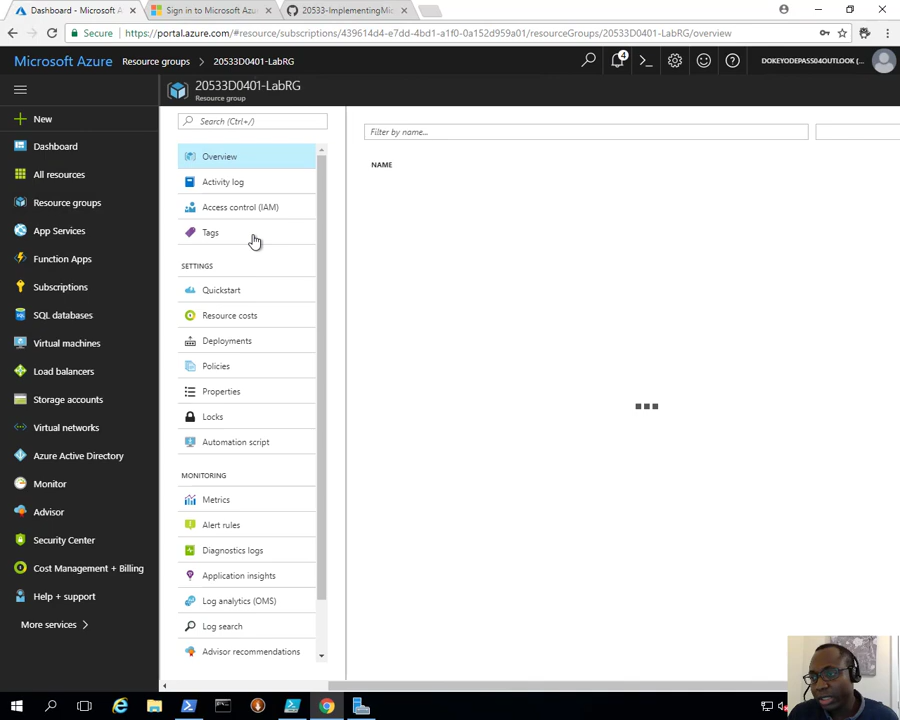 Dashboard - Microsoft Az
Sign in to Microsoft Azur
20533-ImplementingMic
Secure
https://portal.azure.com/#resource/subscriptions/439614d4-e7dd-4bd1-a1f0-0a152d959a01/resourceGroups/20533D0401-LabRG/overview
Microsoft Azure
Resource groups
20533D0401-LabRG
4
DOKEYODEPASS04OUTLOOK (...
20533D0401-LabRG
Resource group
New
Dashboard
All resources
Resource groups
App Services
Function Apps
Subscriptions
SQL databases
Virtual machines
Load balancers
Storage accounts
Virtual networks
Azure Active Directory
Monitor
Advisor
Security Center
Cost Management + Billing
Help + support
More services
Search (Ctrl+/)
Overview
Activity log
Access control (IAM)
Tags
SETTINGS
Quickstart
Resource costs
Deployments
Policies
Properties
Locks
Automation script
MONITORING
Metrics
Alert rules
Diagnostics logs
Application insights
Log analytics (OMS)
Log search
Advisor recommendations
Filter by name...
NAME